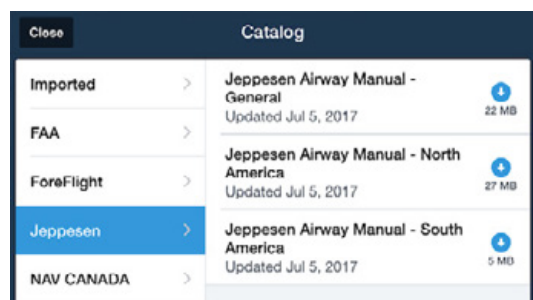 Close
Catalog
Imported
FAA
ForeFlight
Jeppesen
NAV CANADA
Jeppesen Airway Manual -
General
Updated Jul 5, 2017
22 MB
Jeppesen Airway Manual - North
America
Updated Jul 5, 2017
27 MB
Jeppesen Airway Manual - South
America
Updated Jul 5, 2017
5 MB